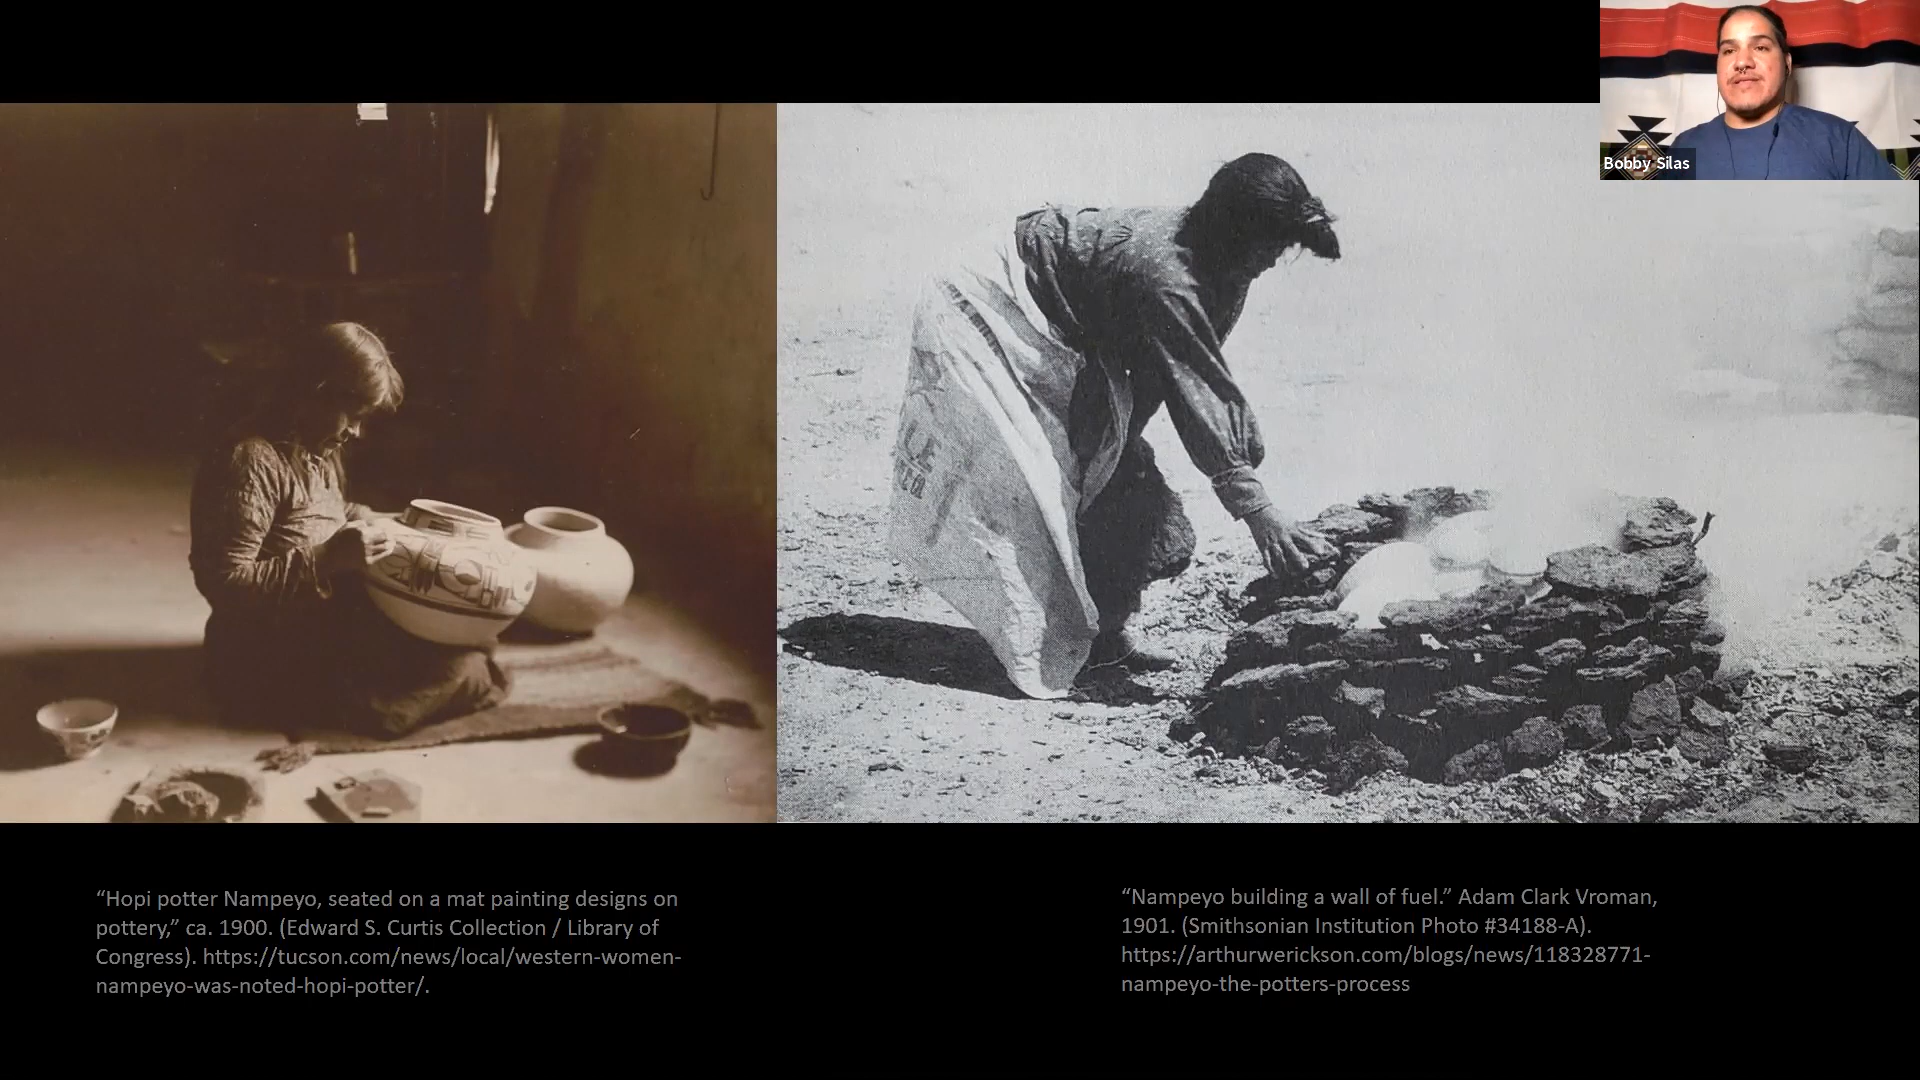 Bobby Silas
“Hopi potter Nampeyo, seated on a mat painting designs on
pottery,” ca. 1900. (Edward S. Curtis Collection / Library of
Congress). https://tucson.com/news/local/western-women-
nampeyo-was-noted-hopi-potter/.
“Nampeyo building a wall of fuel.” Adam Clark Vroman,
1901. (Smithsonian Institution Photo #34188-A).
https://arthurwerickson.com/blogs/news/118328771-
nampeyo-the-potters-process